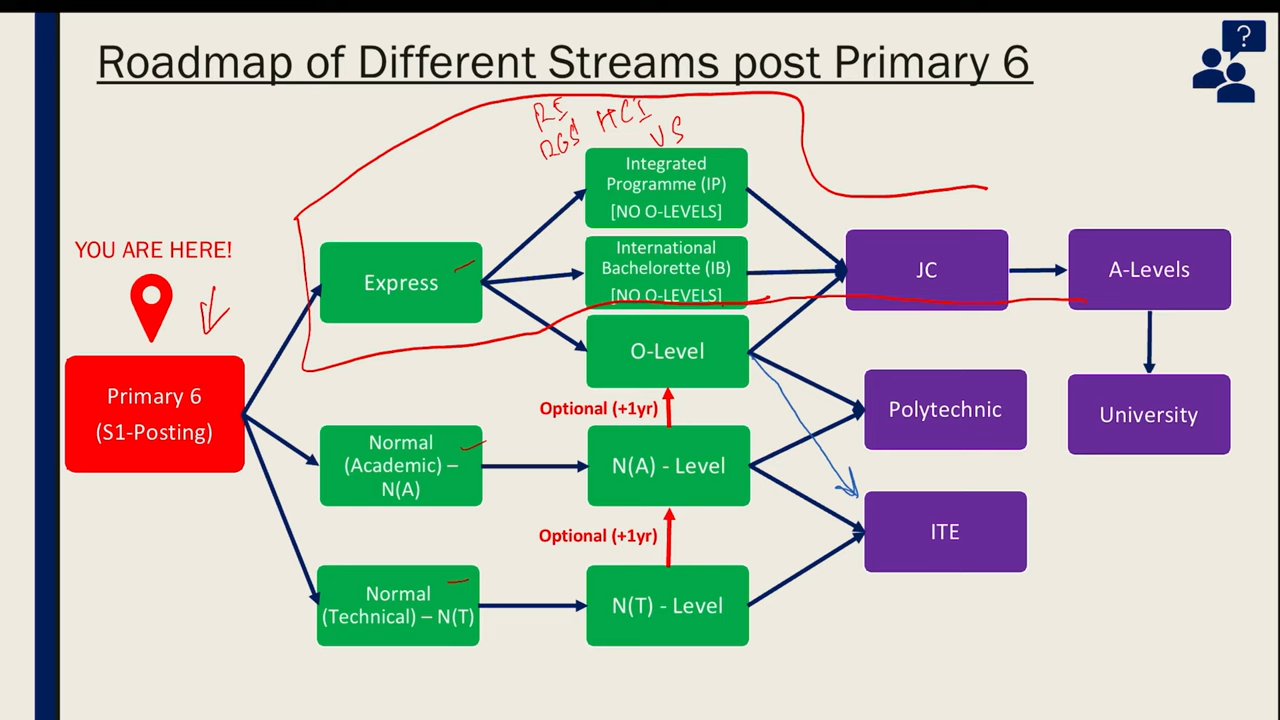 Roadmap of Different Streams post Primary 6
?
RI
RGS
HCI
VS
Integrated
Programme (IP)
[NO O-LEVELS]
YOU ARE HERE!
International
Bachelorette (IB)
[NO O-LEVELS]
Express
JC
A-Levels
O-Level
Primary 6
(S1-Posting)
Optional (+1yr)
Polytechnic
University
Normal
(Academic) –
N(A)
N(A) - Level
Optional (+1yr)
ITE
Normal
(Technical) – N(T)
N(T) - Level